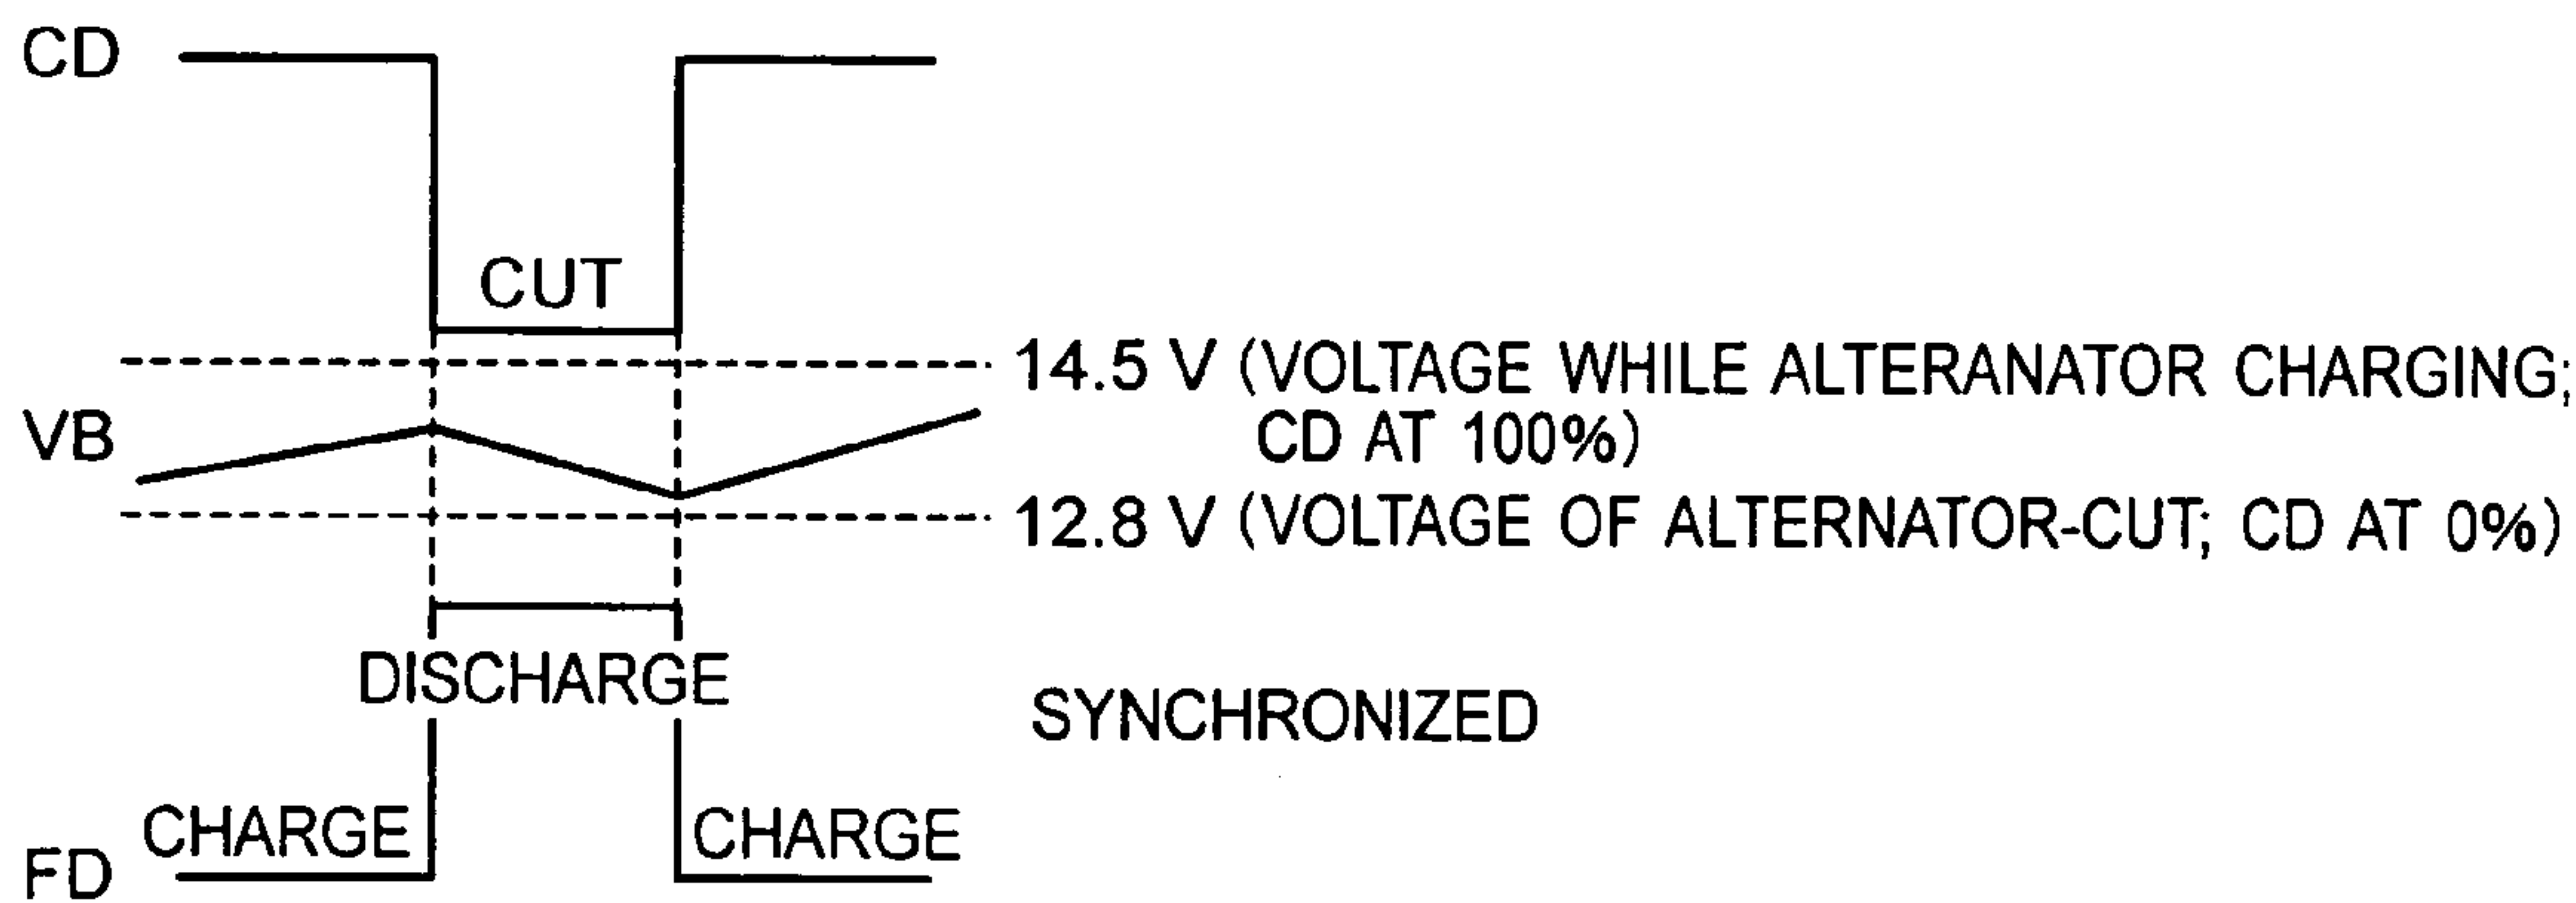 CD
CUT
14.5 V (VOLTAGE WHILE ALTERANATOR CHARGING;
CD AT 100%)
VB
12.8 V (VOLTAGE OF ALTERNATOR-CUT; CD AT 0%)
DISCHARGE
SYNCHRONIZED
CHARGE
CHARGE
FD